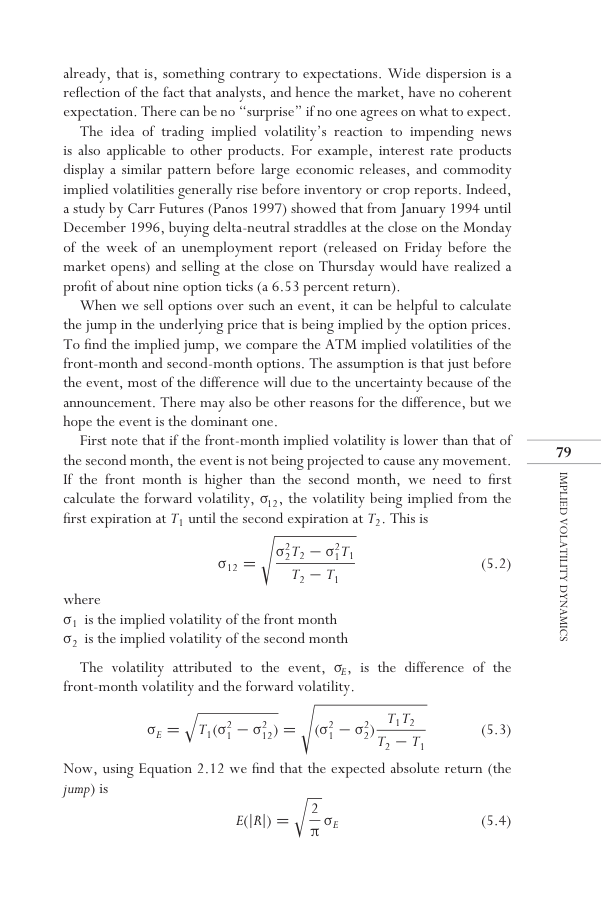 already, that is, something contrary to expectations. Wide dispersion is a
reflection of the fact that analysts, and hence the market, have no coherent
expectation. There can be no “surprise” if no one agrees on what to expect.
The idea of trading implied volatility’s reaction to impending news
is also applicable to other products. For example, interest rate products
display a similar pattern before large economic releases, and commodity
implied volatilities generally rise before inventory or crop reports. Indeed,
a study by Carr Futures (Panos 1997) showed that from January 1994 until
December 1996, buying delta-neutral straddles at the close on the Monday
of the week of an unemployment report (released on Friday before the
market opens) and selling at the close on Thursday would have realized a
profit of about nine option ticks (a 6.53 percent return).
When we sell options over such an event, it can be helpful to calculate
the jump in the underlying price that is being implied by the option prices.
To find the implied jump, we compare the ATM implied volatilities of the
front-month and second-month options. The assumption is that just before
the event, most of the difference will due to the uncertainty because of the
announcement. There may also be other reasons for the difference, but we
hope the event is the dominant one.
First note that if the front-month implied volatility is lower than that of
the second month, the event is not being projected to cause any movement.
If the front month is higher than the second month, we need to first
calculate the forward volatility, σ₁₂, the volatility being implied from the
first expiration at T₁ until the second expiration at T₂. This is
σ₁₂ = √((σ₂²T₂ − σ₁²T₁) / (T₂ − T₁)) (5.2)
where
σ₁ is the implied volatility of the front month
σ₂ is the implied volatility of the second month
The volatility attributed to the event, σ_E, is the difference of the
front-month volatility and the forward volatility.
σ_E = √(T₁(σ₁² − σ₁₂²)) = √((σ₁² − σ₂²) T₁T₂ / (T₂ − T₁)) (5.3)
Now, using Equation 2.12 we find that the expected absolute return (the
jump) is
E(|R|) = √(2/π) σ_E (5.4)
79
IMPLIED VOLATILITY DYNAMICS